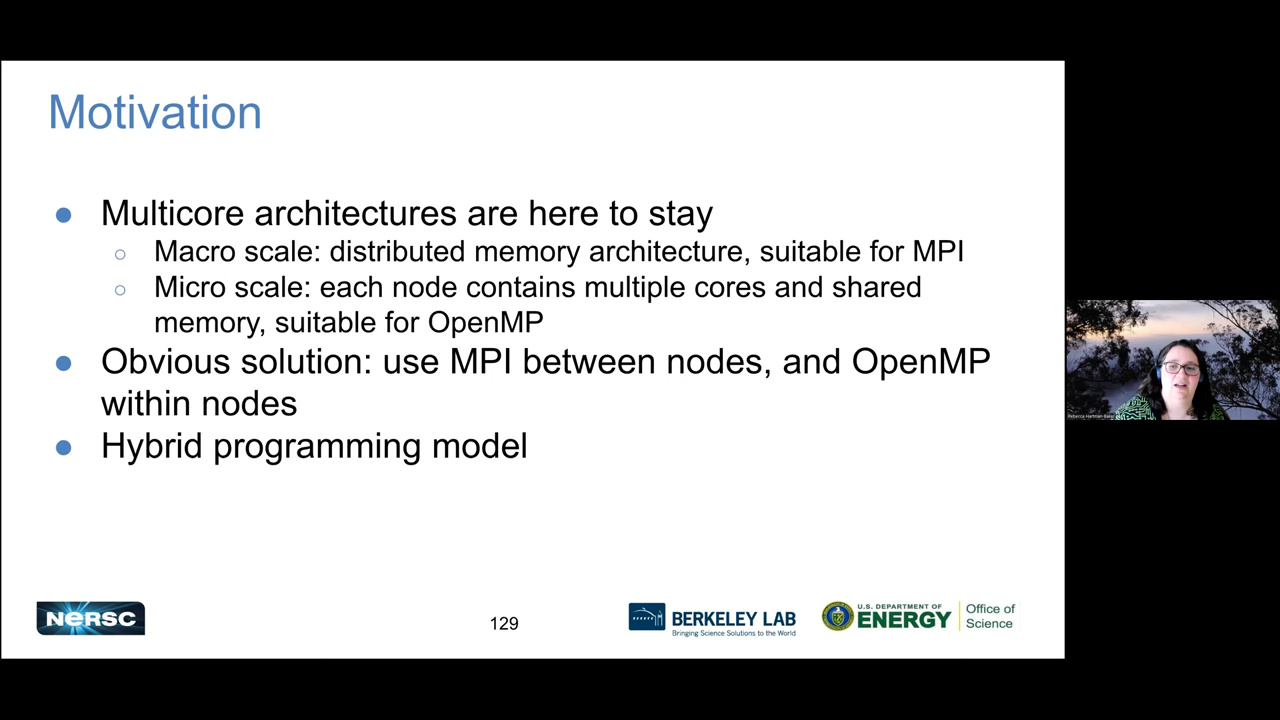 Motivation
Multicore architectures are here to stay
Macro scale: distributed memory architecture, suitable for MPI
Micro scale: each node contains multiple cores and shared
memory, suitable for OpenMP
Obvious solution: use MPI between nodes, and OpenMP
within nodes
Hybrid programming model
NERSC
129
BERKELEY LAB
Bringing Science Solutions to the World
U.S. DEPARTMENT OF
ENERGY
Office of
Science
Rebecca Hartman-Baker